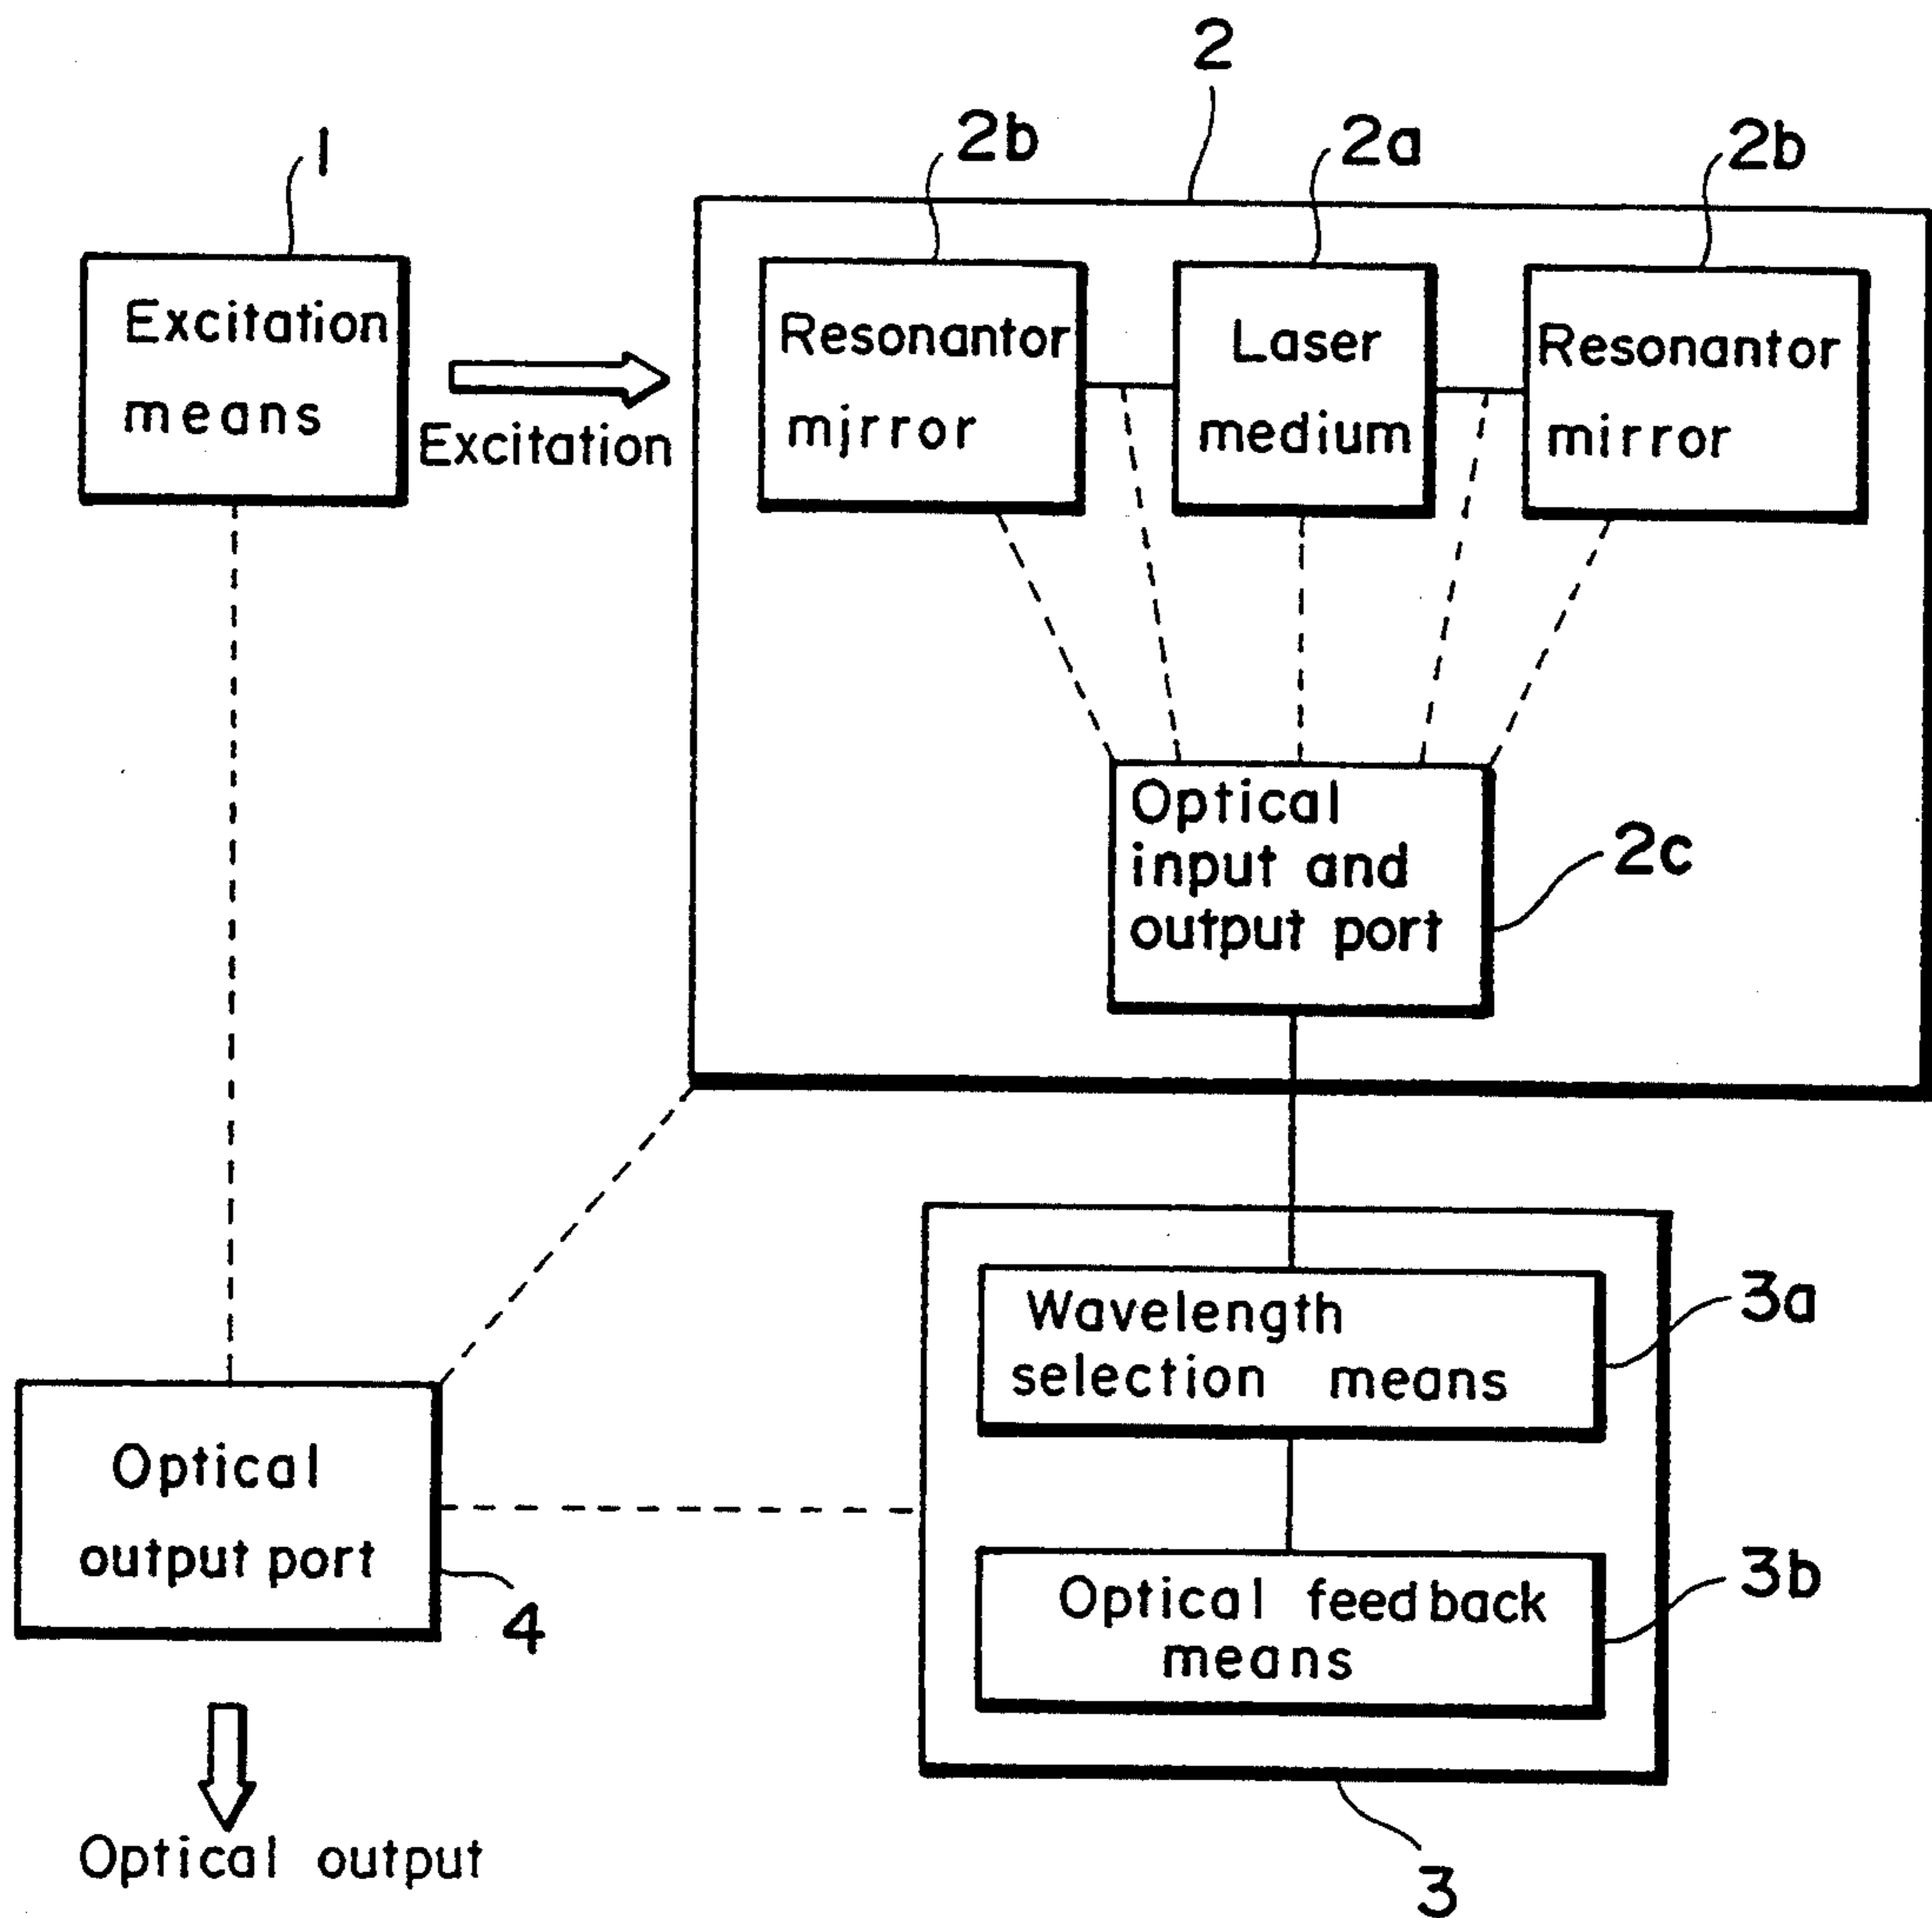 2
1
2b
2a
2b
Excitation
means
Excitation
Resonantor
mirror
Laser
medium
Resonantor
mirror
Optical
input and
output port
2c
Wavelength
selection means
3a
Optical
output port
4
Optical feedback
means
3b
3
Optical output